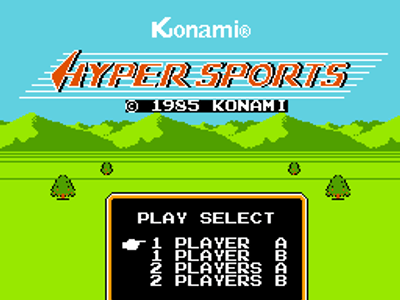 Konami®
HYPER SPORTS
© 1985 KONAMI
PLAY SELECT
1 PLAYER A
1 PLAYER B
2 PLAYERS A
2 PLAYERS B